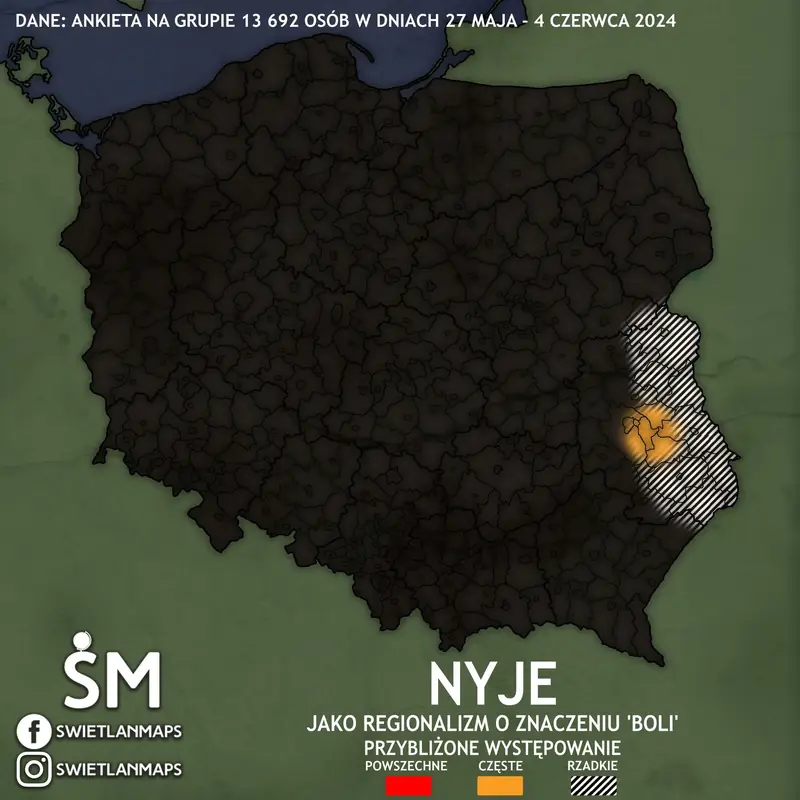 DANE: ANKIETA NA GRUPIE 13 692 OSÓB W DNIACH 27 MAJA - 4 CZERWCA 2024
ŚM
SWIETLANMAPS
SWIETLANMAPS
NYJE
JAKO REGIONALIZM O ZNACZENIU 'BOLI'
PRZYBLIŻONE WYSTĘPOWANIE
POWSZECHNE CZĘSTE RZADKIE